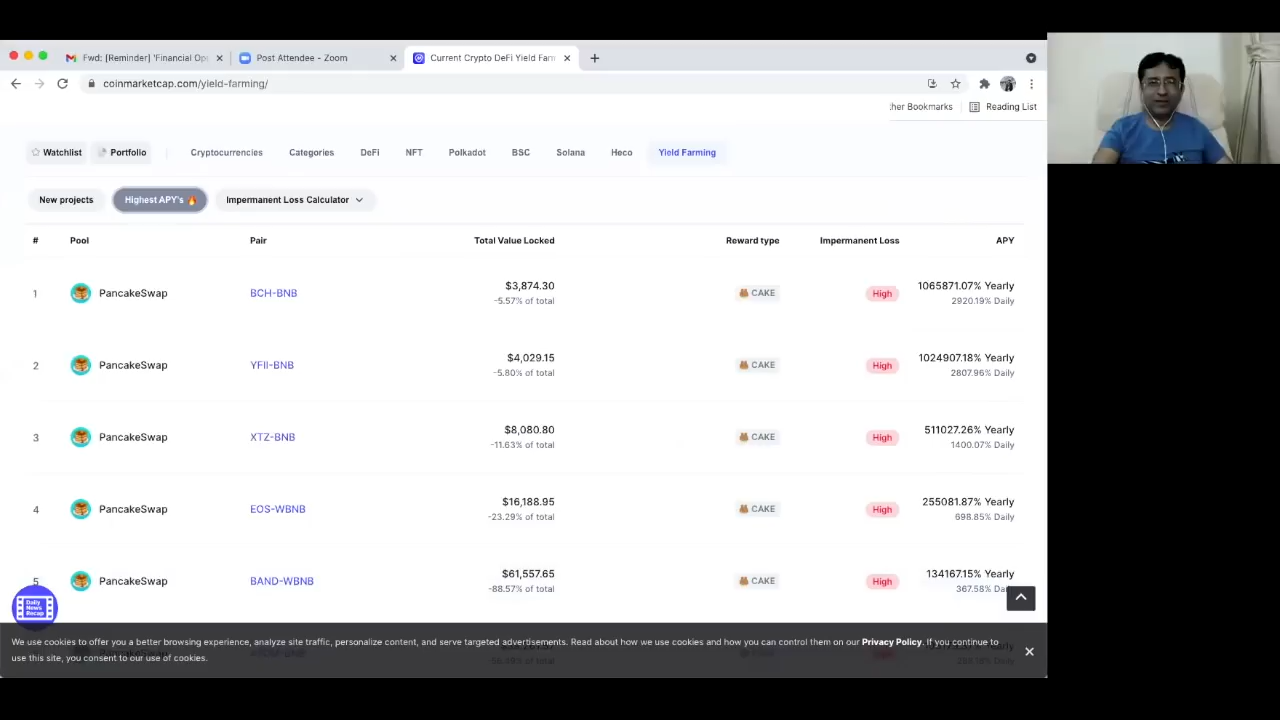 Fwd: [Reminder] 'Financial Op
Post Attendee - Zoom
Current Crypto DeFi Yield Farm
coinmarketcap.com/yield-farming/
her Bookmarks
Reading List
Watchlist
Portfolio
Cryptocurrencies
Categories
DeFi
NFT
Polkadot
BSC
Solana
Heco
Yield Farming
New projects
Highest APY's 🔥
Impermanent Loss Calculator
# Pool Pair Total Value Locked Reward type Impermanent Loss APY
1 PancakeSwap BCH-BNB $3,874.30 CAKE High 1065871.07% Yearly
-5.57% of total 2920.19% Daily
2 PancakeSwap YFII-BNB $4,029.15 CAKE High 1024907.18% Yearly
-5.80% of total 2807.96% Daily
3 PancakeSwap XTZ-BNB $8,080.80 CAKE High 511027.26% Yearly
-11.63% of total 1400.07% Daily
4 PancakeSwap EOS-WBNB $16,188.95 CAKE High 255081.87% Yearly
-23.29% of total 698.85% Daily
5 PancakeSwap BAND-WBNB $61,557.65 CAKE High 134167.15% Yearly
-88.57% of total 367.58% Daily
Daily
News
Recap
We use cookies to offer you a better browsing experience, analyze site traffic, personalize content, and serve targeted advertisements. Read about how we use cookies and how you can control them on our Privacy Policy. If you continue to
use this site, you consent to our use of cookies.
PancakeSwap